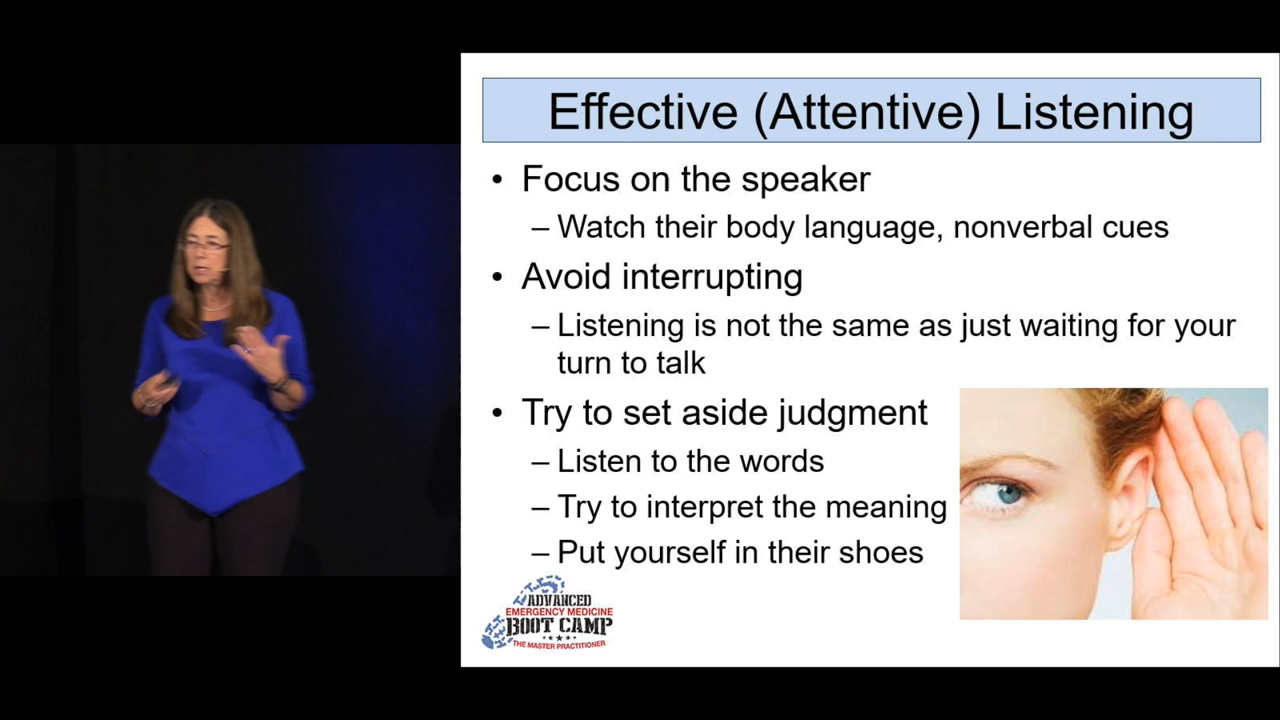 Effective (Attentive) Listening
• Focus on the speaker
– Watch their body language, nonverbal cues
• Avoid interrupting
– Listening is not the same as just waiting for your
turn to talk
• Try to set aside judgment
– Listen to the words
– Try to interpret the meaning
– Put yourself in their shoes
ADVANCED
EMERGENCY MEDICINE
BOOT CAMP
THE MASTER PRACTITIONER